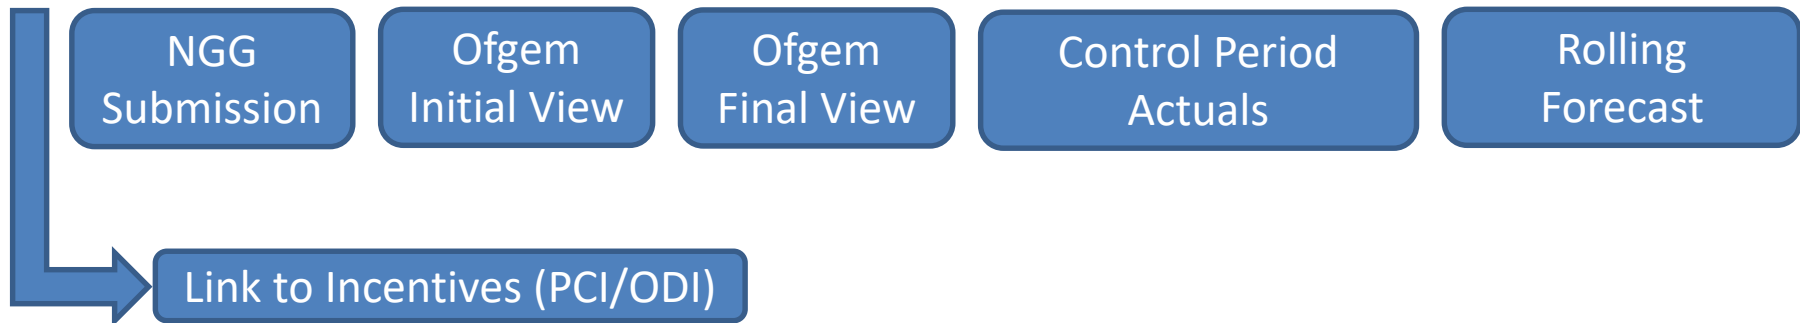 NGG
Submission
Ofgem
Initial View
Ofgem
Final View
Control Period
Actuals
Rolling
Forecast
Link to Incentives (PCI/ODI)